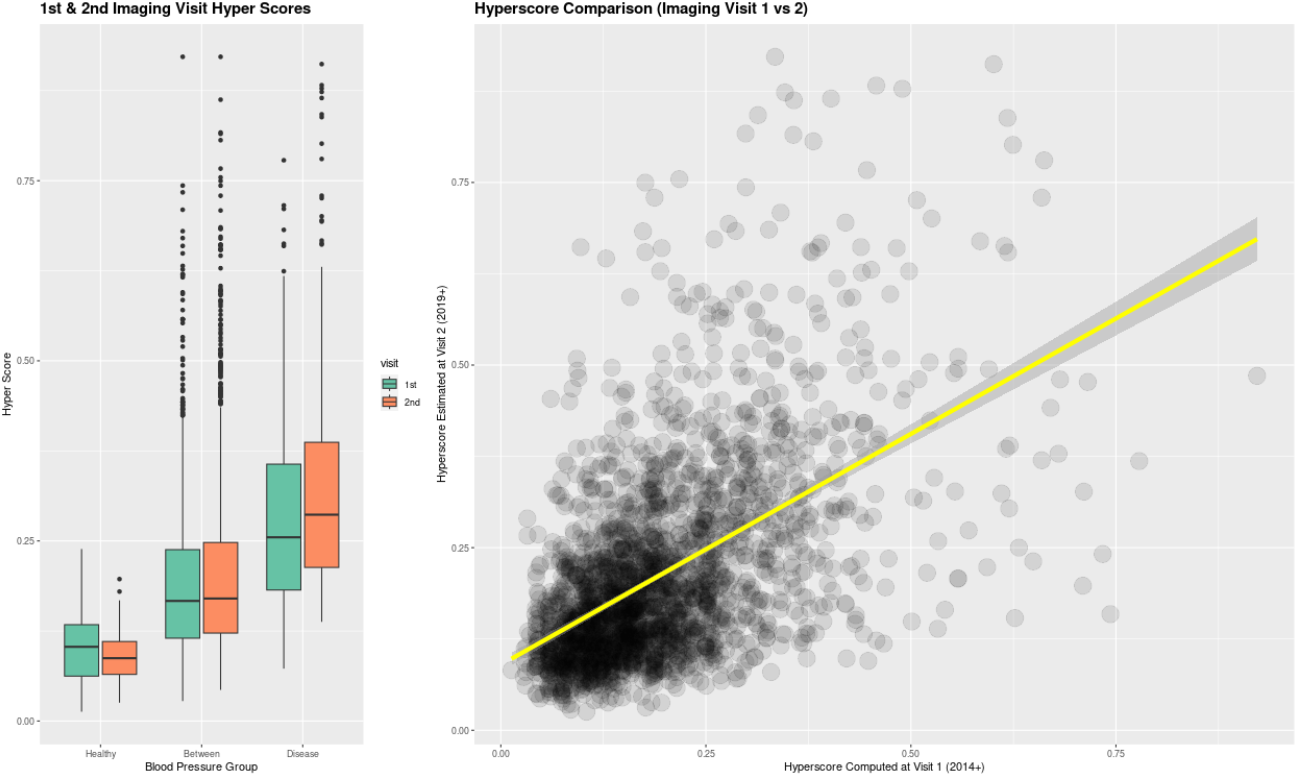 1st & 2nd Imaging Visit Hyper Scores
Hyper Score
0.75
0.50
0.25
0.00
Healthy
Between
Disease
Blood Pressure Group
visit
1st
2nd
Hyperscore Comparison (Imaging Visit 1 vs 2)
Hyperscore Estimated at Visit 2 (2019+)
0.75
0.50
0.25
0.00
0.00
0.25
0.50
0.75
Hyperscore Computed at Visit 1 (2014+)